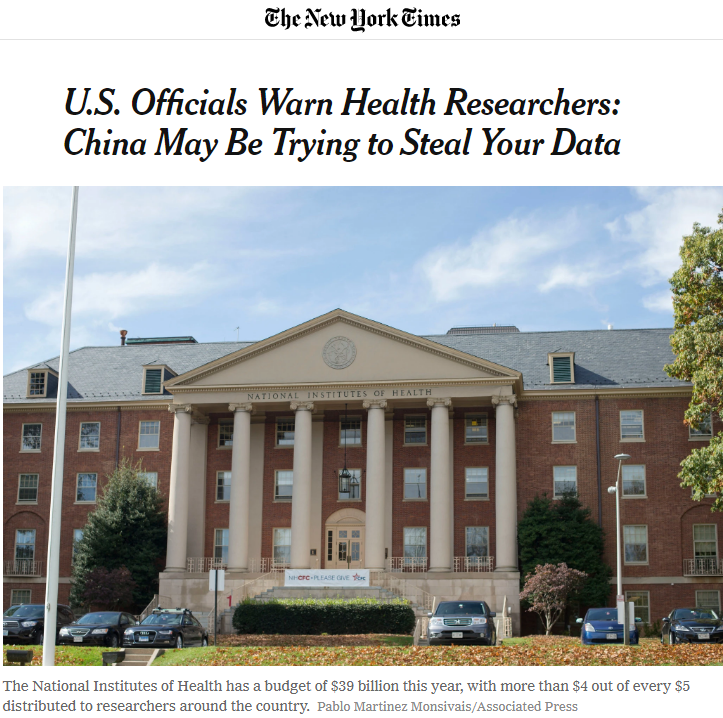 The New York Times
U.S. Officials Warn Health Researchers:
China May Be Trying to Steal Your Data
NATIONAL INSTITUTES OF HEALTH
PLEASE GIVE
1
The National Institutes of Health has a budget of $39 billion this year, with more than $4 out of every $5
distributed to researchers around the country. Pablo Martinez Monsivais/Associated Press